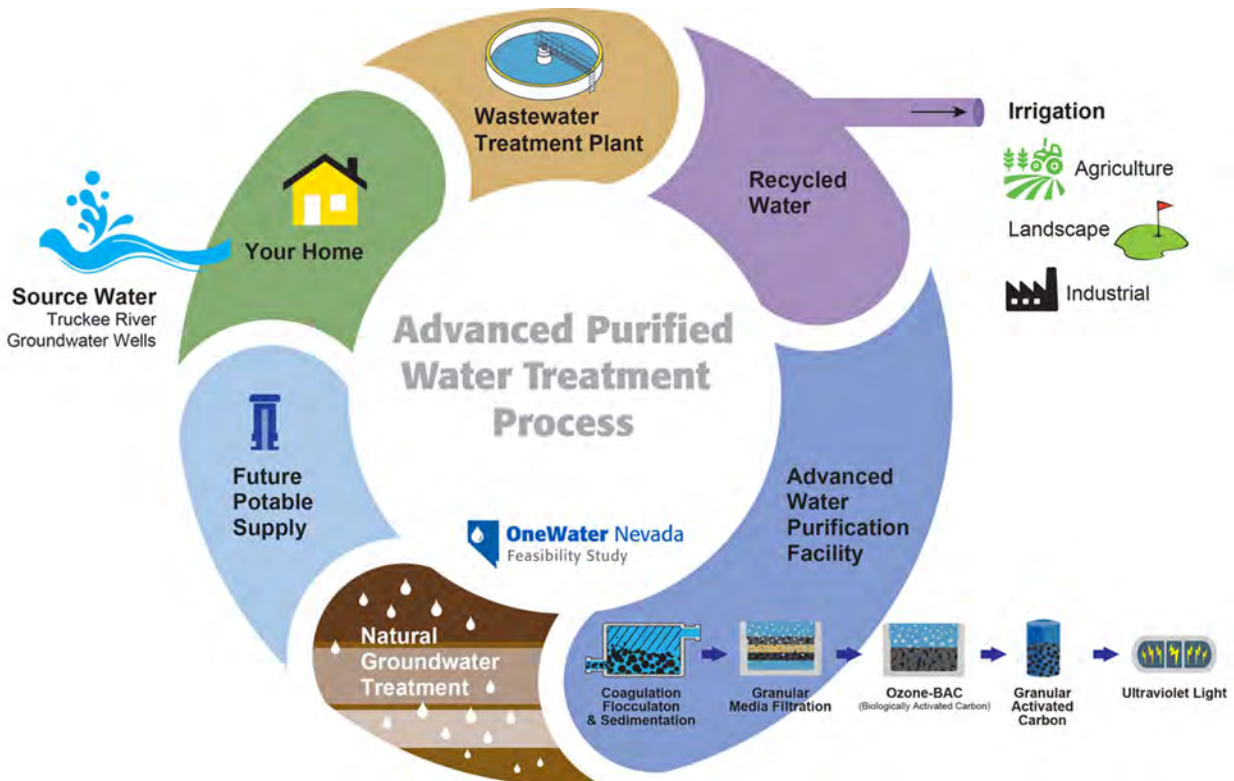 Wastewater
Treatment Plant
Recycled
Water
Irrigation
Agriculture
Landscape
Industrial
Your Home
Source Water
Truckee River
Groundwater Wells
Advanced Purified
Water Treatment
Process
Future
Potable
Supply
Advanced
Water
Purification
Facility
OneWater Nevada
Feasibility Study
Natural
Groundwater
Treatment
Coagulation
Flocculaton
& Sedimentation
Granular
Media Filtration
Ozone-BAC
(Biologically Activated Carbon)
Granular
Activated
Carbon
Ultraviolet Light